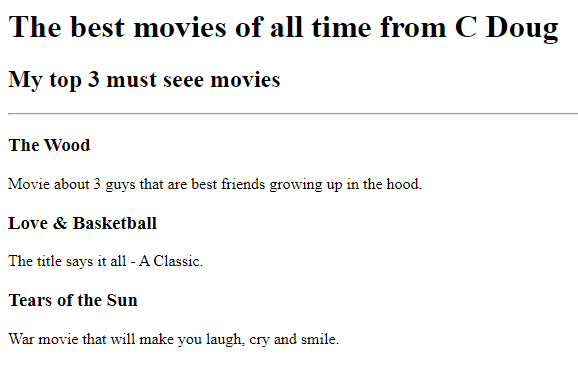 The best movies of all time from C Doug
My top 3 must seee movies
The Wood
Movie about 3 guys that are best friends growing up in the hood.
Love & Basketball
The title says it all - A Classic.
Tears of the Sun
War movie that will make you laugh, cry and smile.